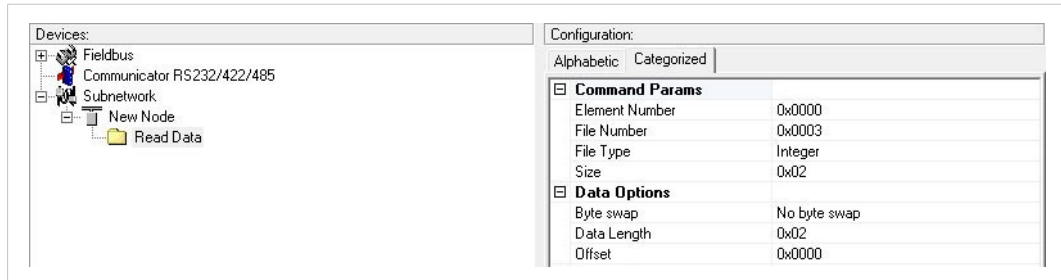 Devices:
Fieldbus
Communicator RS232/422/485
Subnetwork
New Node
Read Data
Configuration:
Alphabetic Categorized
Command Params
Element Number 0x0000
File Number 0x0003
File Type Integer
Size 0x02
Data Options
Byte swap No byte swap
Data Length 0x02
Offset 0x0000